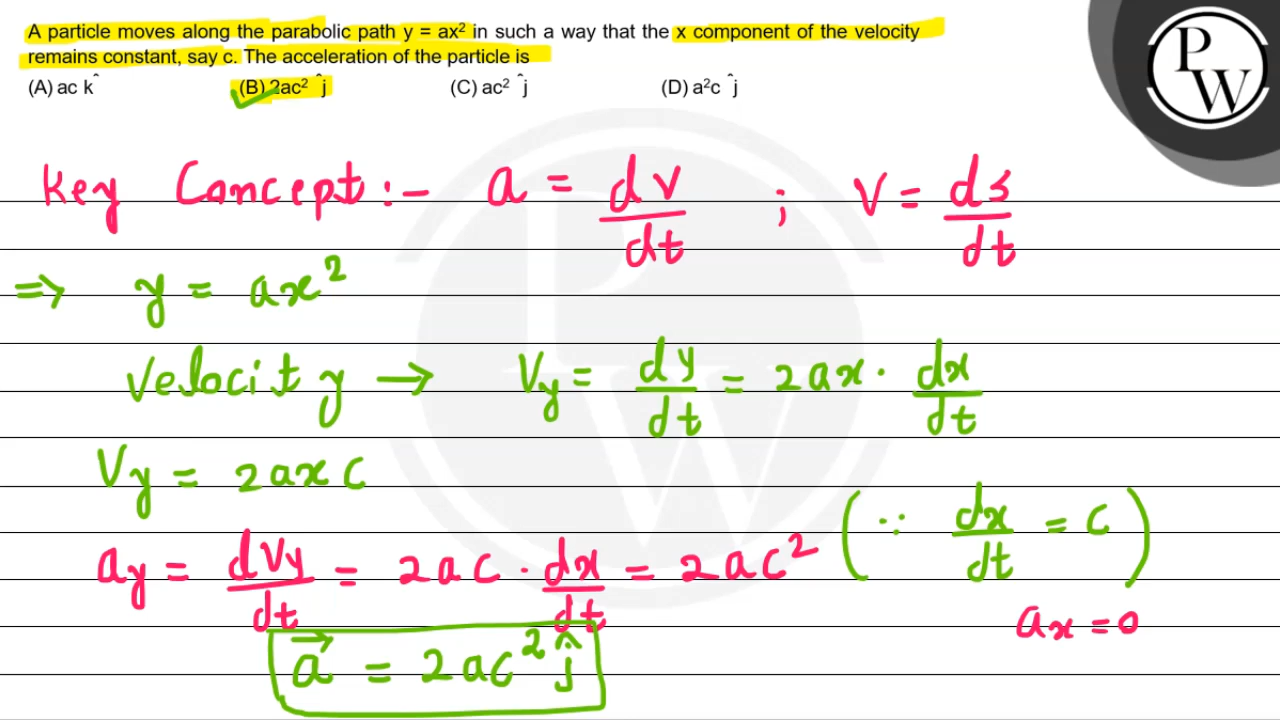 A particle moves along the parabolic path y = ax² in such a way that the x component of the velocity
remains constant, say c. The acceleration of the particle is
(A) ac k̂ (B) 2ac² ĵ (C) ac² ĵ (D) a²c ĵ
P
W
Key Concept:- a = dv/dt ; V = ds/dt
⇒ y = ax²
Velocity → Vy = dy/dt = 2ax · dx/dt
Vy = 2axc
(∵ dx/dt = c)
ay = dVy/dt = 2ac · dx/dt = 2ac²
ax = 0
a⃗ = 2ac² ĵ
PW